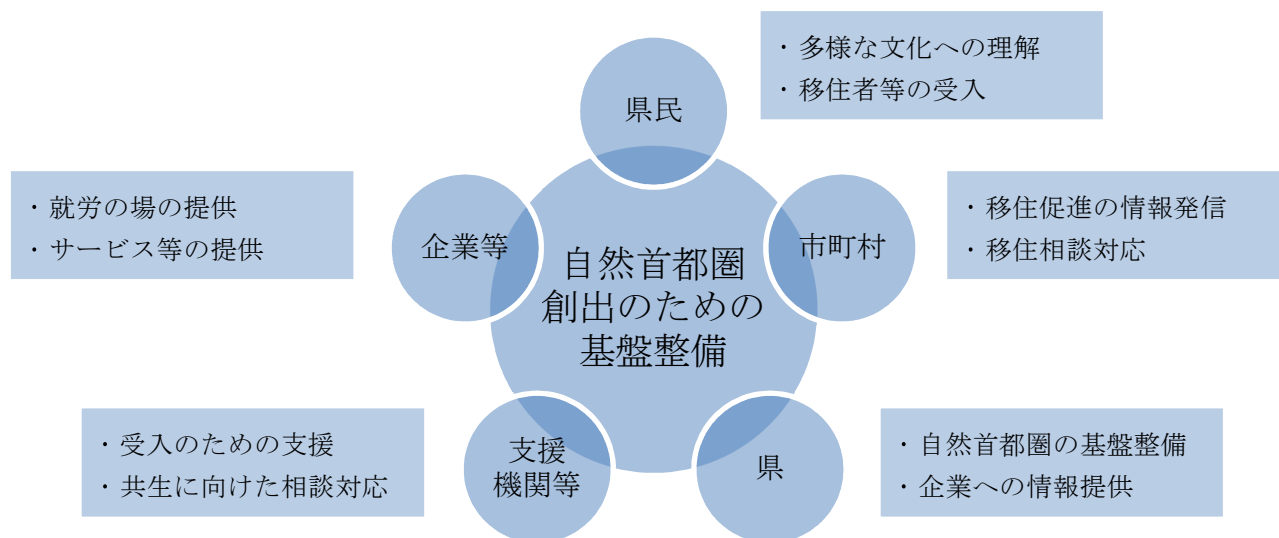 県民
・多様な文化への理解
・移住者等の受入
企業等
・就労の場の提供
・サービス等の提供
市町村
・移住促進の情報発信
・移住相談対応
自然首都圏
創出のための
基盤整備
支援
機関等
・受入のための支援
・共生に向けた相談対応
県
・自然首都圏の基盤整備
・企業への情報提供